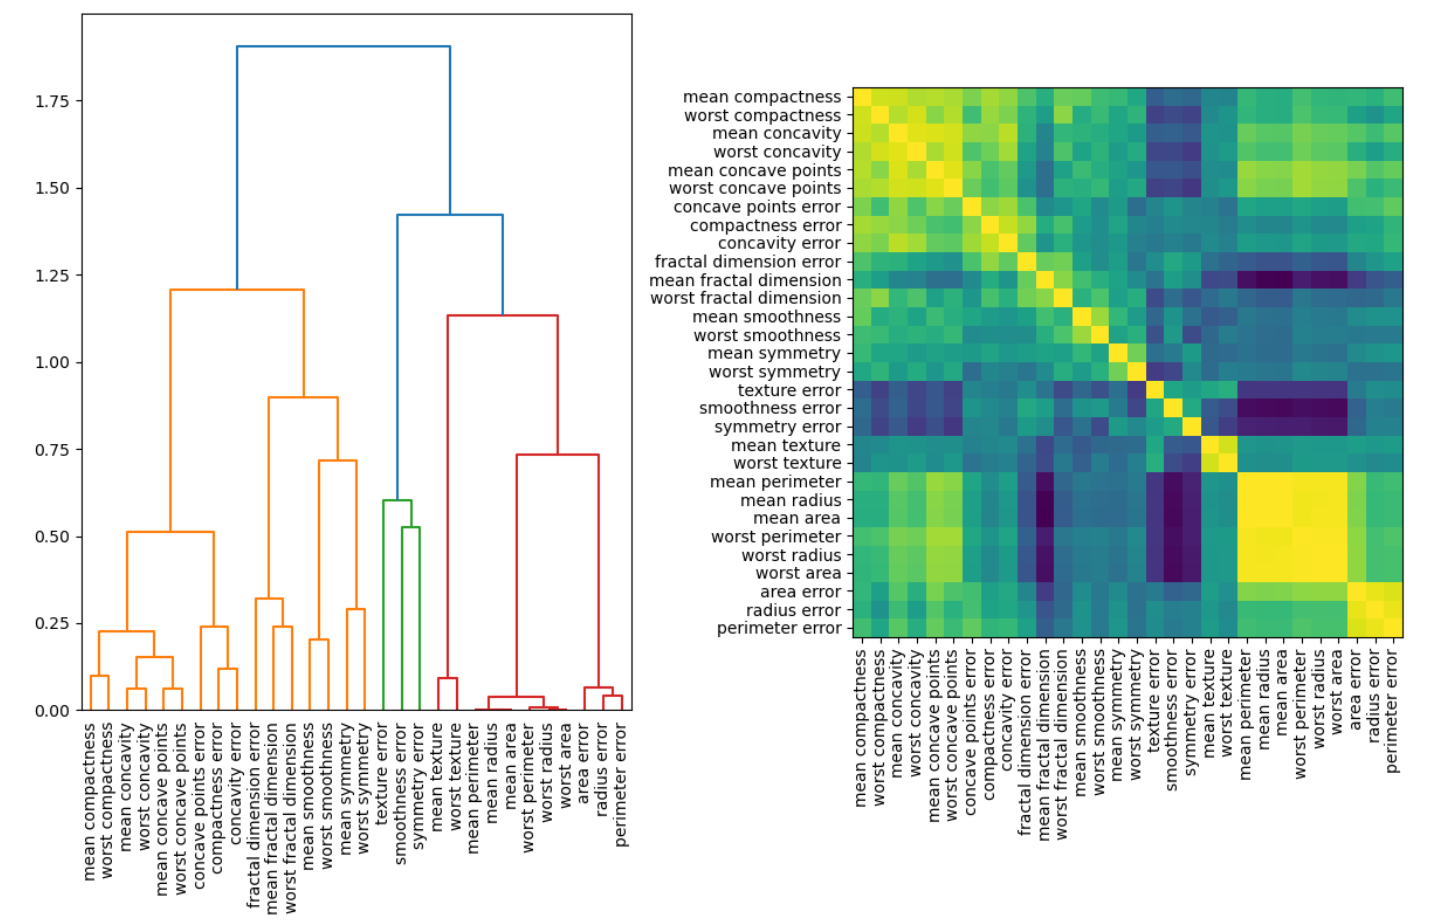 1.75
1.50
1.25
1.00
0.75
0.50
0.25
0.00
mean compactness
worst compactness
mean concavity
worst concavity
mean concave points
worst concave points
concave points error
compactness error
concavity error
fractal dimension error
mean fractal dimension
worst fractal dimension
mean smoothness
worst smoothness
mean symmetry
worst symmetry
texture error
smoothness error
symmetry error
mean texture
worst texture
mean perimeter
mean radius
mean area
worst perimeter
worst radius
worst area
area error
radius error
perimeter error
mean compactness
worst compactness
mean concavity
worst concavity
mean concave points
worst concave points
concave points error
compactness error
concavity error
fractal dimension error
mean fractal dimension
worst fractal dimension
mean smoothness
worst smoothness
mean symmetry
worst symmetry
texture error
smoothness error
symmetry error
mean texture
worst texture
mean perimeter
mean radius
mean area
worst perimeter
worst radius
worst area
area error
radius error
perimeter error
mean compactness
worst compactness
mean concavity
worst concavity
mean concave points
worst concave points
concave points error
compactness error
concavity error
fractal dimension error
mean fractal dimension
worst fractal dimension
mean smoothness
worst smoothness
mean symmetry
worst symmetry
texture error
smoothness error
symmetry error
mean texture
worst texture
mean perimeter
mean radius
mean area
worst perimeter
worst radius
worst area
area error
radius error
perimeter error